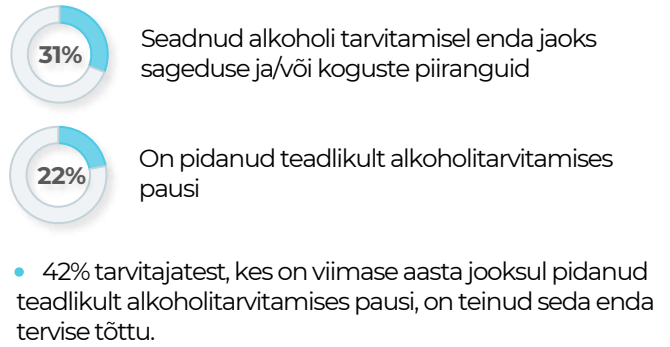 31%
Seadnud alkoholi tarvitamisel enda jaoks
sageduse ja/või koguste piiranguid
22%
On pidanud teadlikult alkoholitarvitamises
pausi
• 42% tarvitajatest, kes on viimase aasta jooksul pidanud
teadlikult alkoholitarvitamises pausi, on teinud seda enda
tervise tõttu.